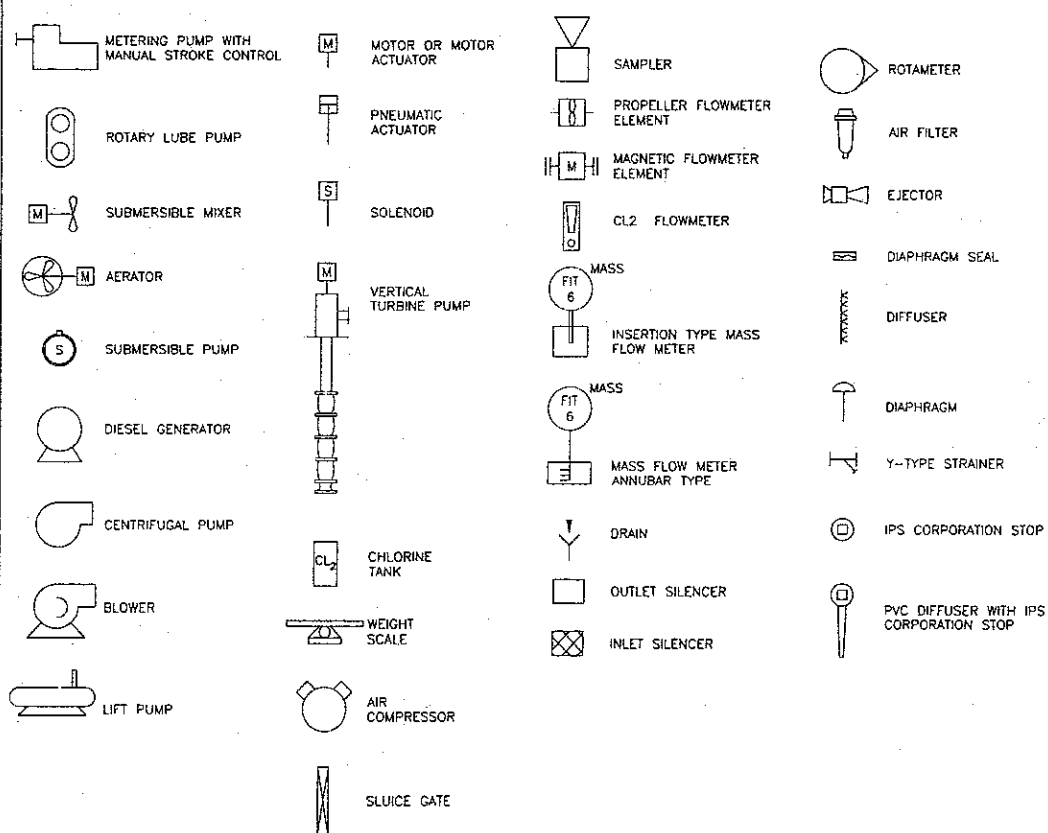 METERING PUMP WITH
MANUAL STROKE CONTROL
ROTARY LUBE PUMP
M
SUBMERSIBLE MIXER
M
AERATOR
S
SUBMERSIBLE PUMP
DIESEL GENERATOR
CENTRIFUGAL PUMP
BLOWER
LIFT PUMP
M
MOTOR OR MOTOR
ACTUATOR
PNEUMATIC
ACTUATOR
S
SOLENOID
M
VERTICAL
TURBINE PUMP
CL2
CHLORINE
TANK
WEIGHT
SCALE
AIR
COMPRESSOR
SLUICE GATE
SAMPLER
PROPELLER FLOWMETER
ELEMENT
M
MAGNETIC FLOWMETER
ELEMENT
CL2 FLOWMETER
MASS
FIT
6
INSERTION TYPE MASS
FLOW METER
MASS
FIT
6
MASS FLOW METER
ANNUBAR TYPE
DRAIN
OUTLET SILENCER
INLET SILENCER
ROTAMETER
AIR FILTER
EJECTOR
DIAPHRAGM SEAL
DIFFUSER
DIAPHRAGM
Y-TYPE STRAINER
IPS CORPORATION STOP
PVC DIFFUSER WITH IPS
CORPORATION STOP